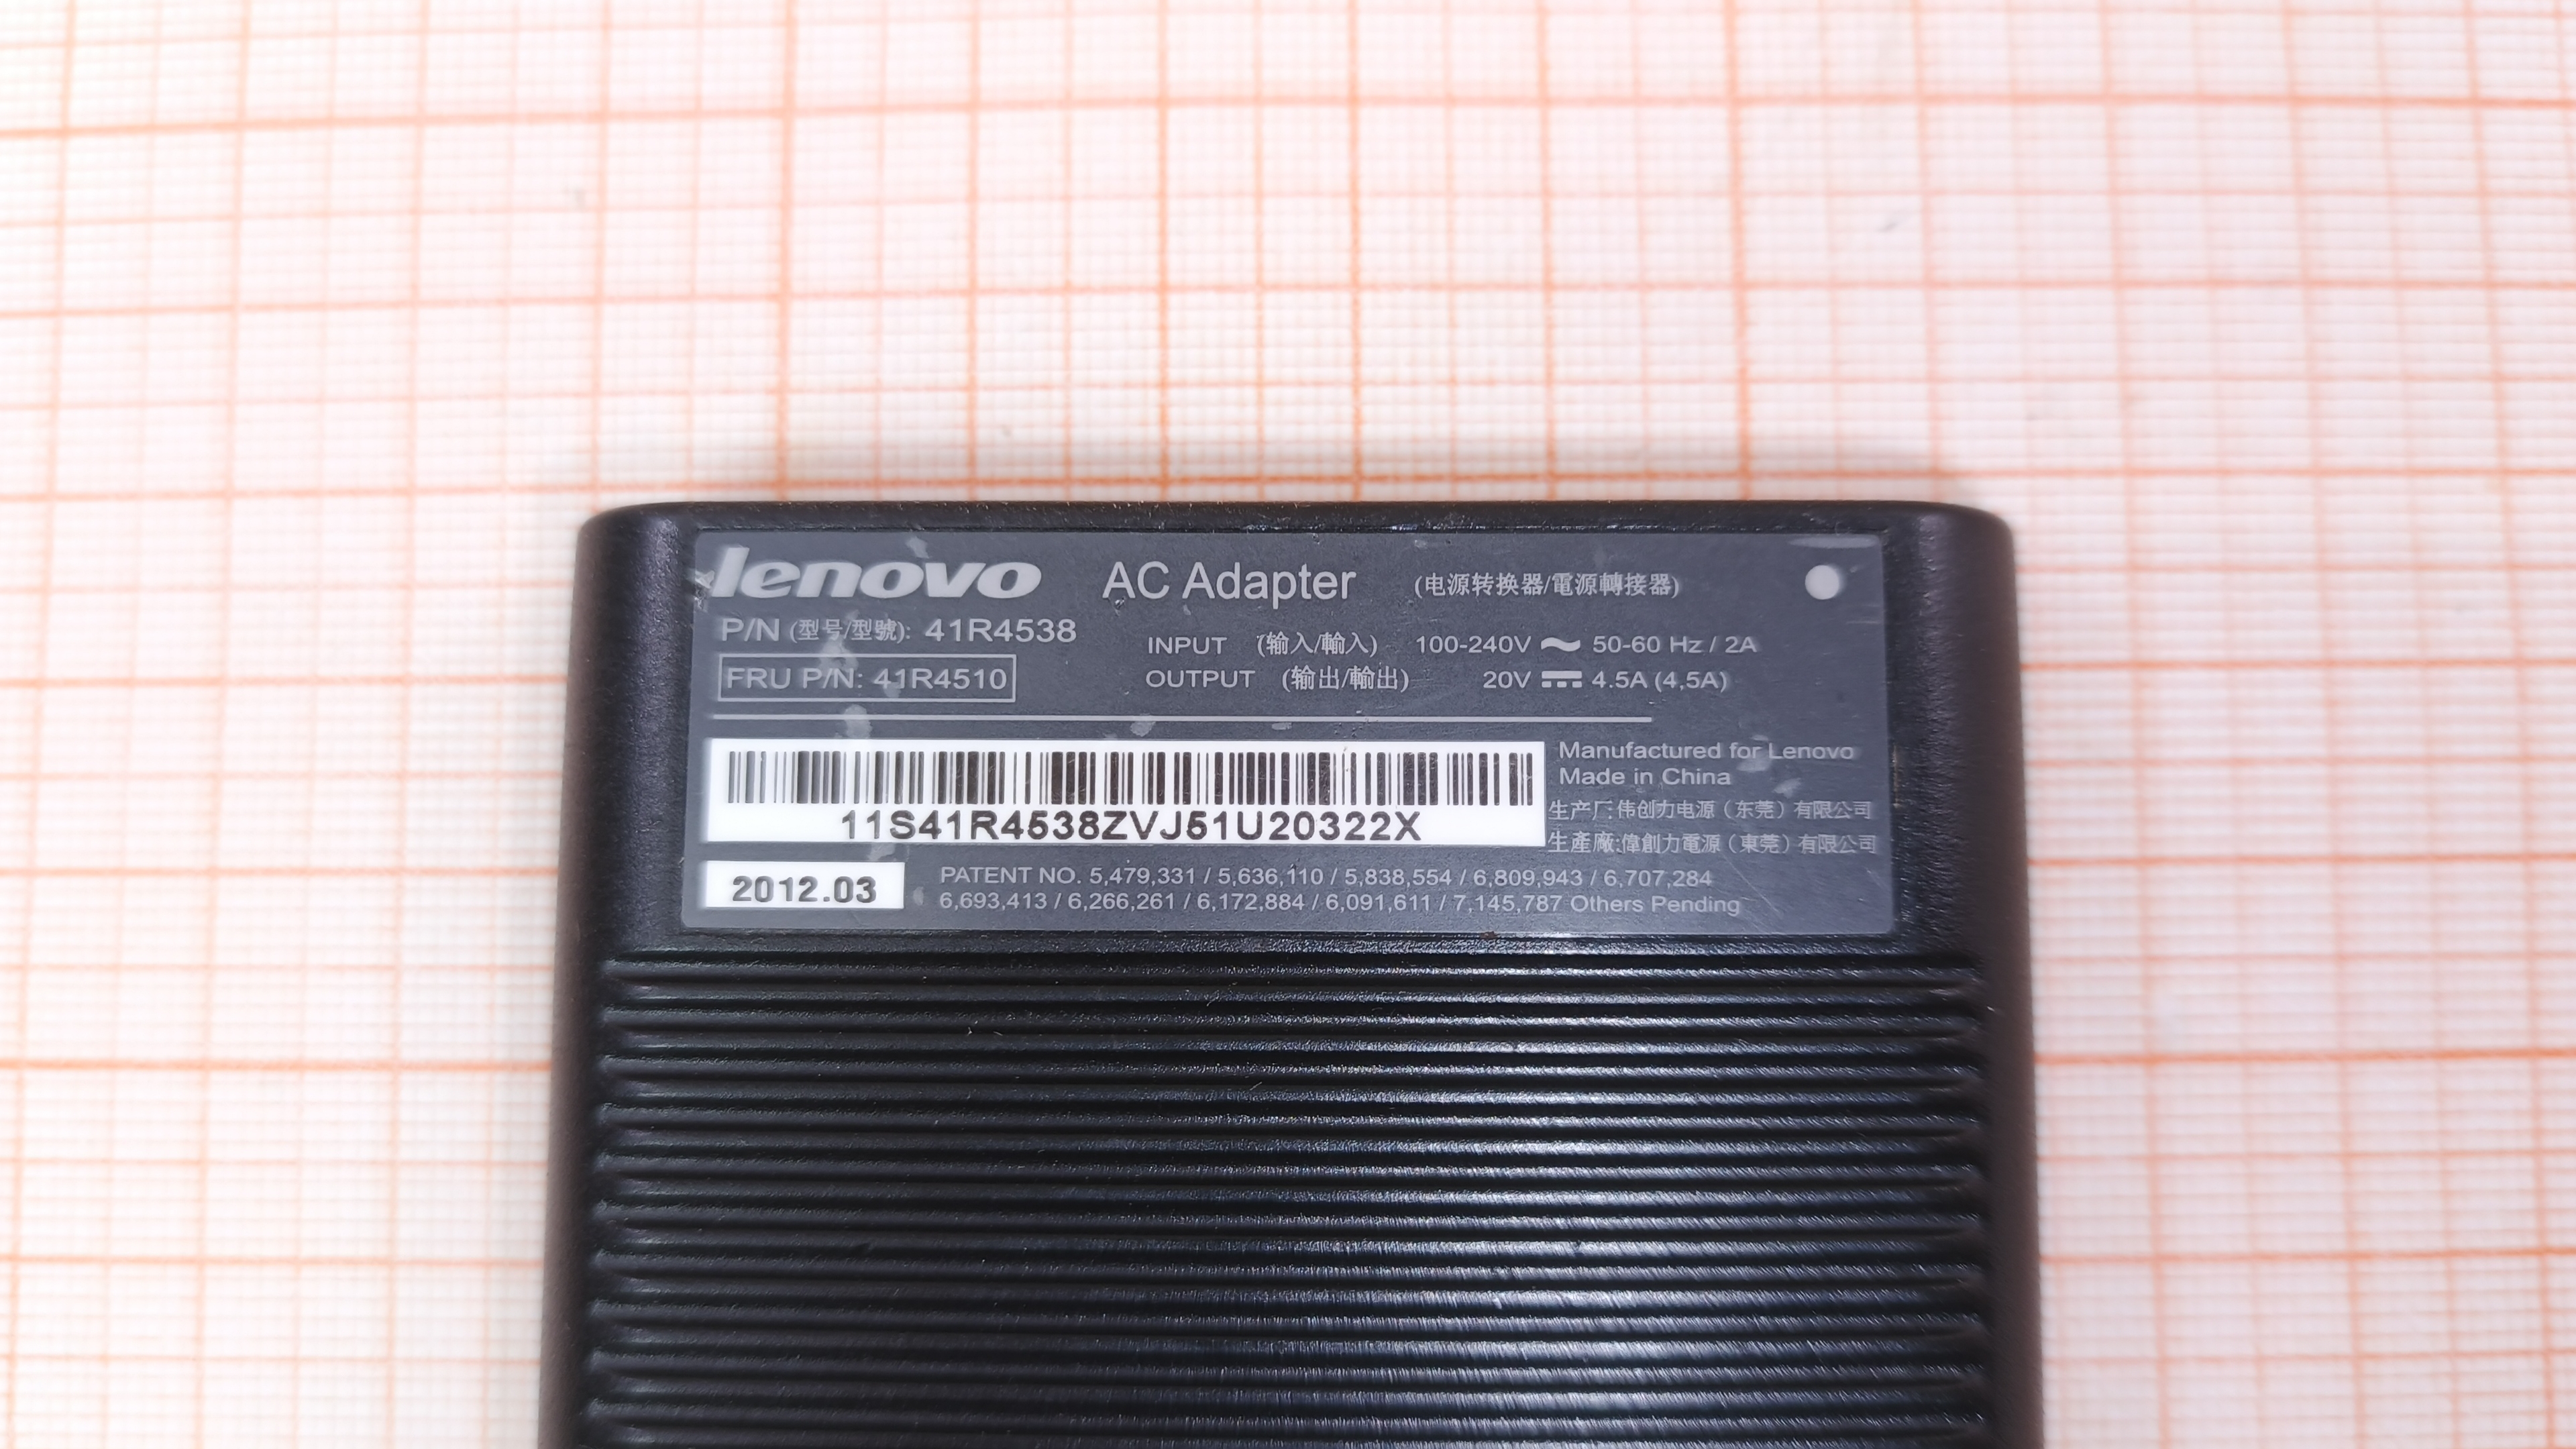 lenovo AC Adapter (电源转换器/電源轉接器)
P/N (型号/型號): 41R4538
FRU P/N: 41R4510
INPUT (输入/輸入) 100-240V ~ 50-60 Hz / 2A
OUTPUT (输出/輸出) 20V ⎓ 4.5A (4,5A)
11S41R4538ZVJ51U20322X
Manufactured for Lenovo
Made in China
生产厂:伟创力电源（东莞）有限公司
生產廠:偉創力電源（東莞）有限公司
2012.03
PATENT NO. 5,479,331 / 5,636,110 / 5,838,554 / 6,809,943 / 6,707,284
6,693,413 / 6,266,261 / 6,172,884 / 6,091,611 / 7,145,787 Others Pending